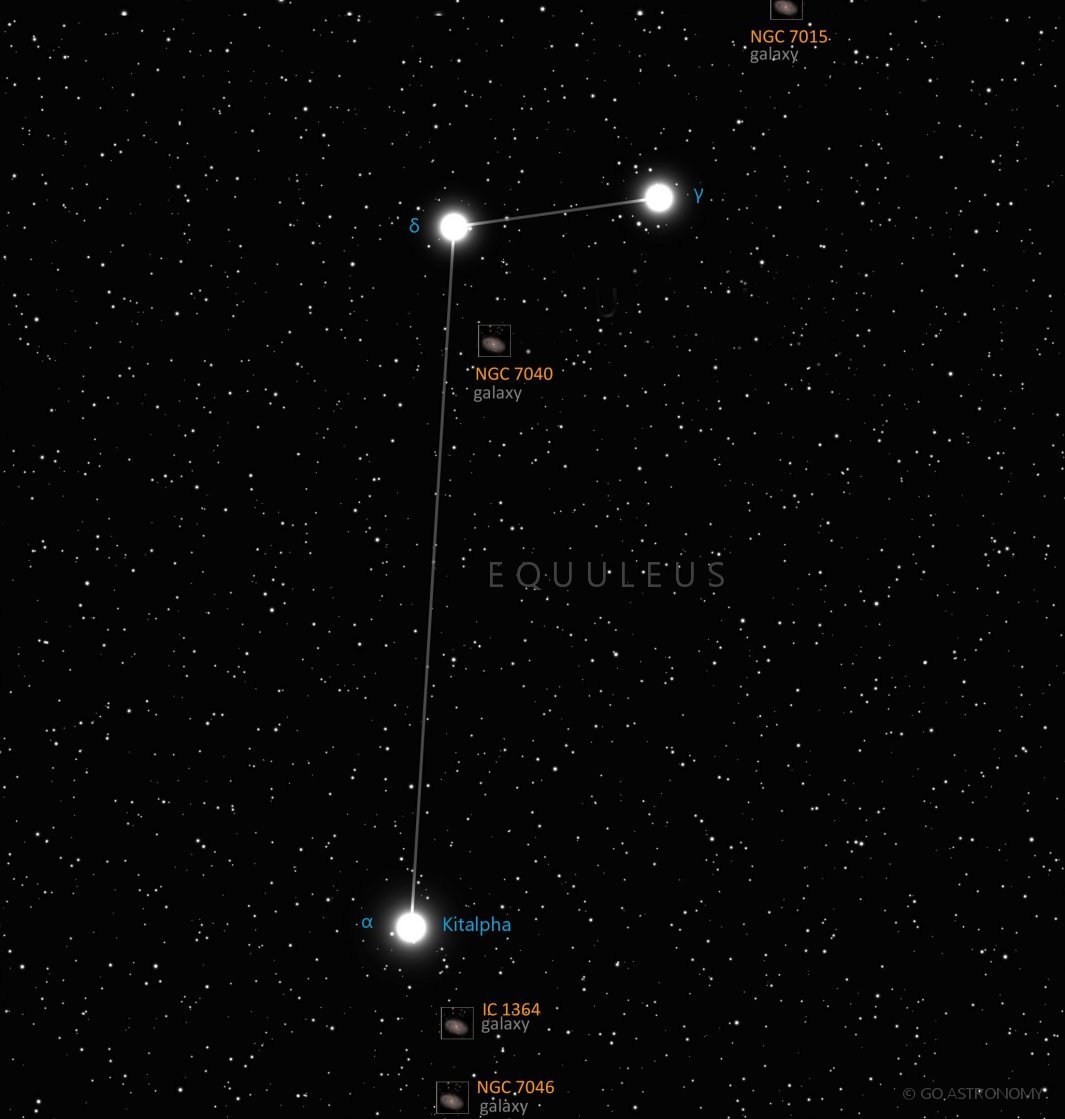 NGC 7015
galaxy
γ
δ
NGC 7040
galaxy
EQUULEUS
α
Kitalpha
IC 1364
galaxy
NGC 7046
galaxy
© GO ASTRONOMY